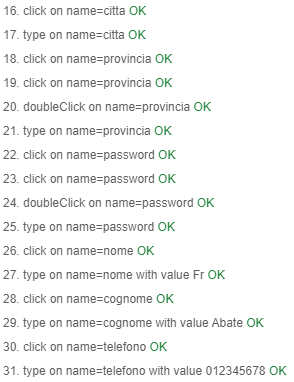 16. click on name=citta OK
17. type on name=citta OK
18. click on name=provincia OK
19. click on name=provincia OK
20. doubleClick on name=provincia OK
21. type on name=provincia OK
22. click on name=password OK
23. click on name=password OK
24. doubleClick on name=password OK
25. type on name=password OK
26. click on name=nome OK
27. type on name=nome with value Fr OK
28. click on name=cognome OK
29. type on name=cognome with value Abate OK
30. click on name=telefono OK
31. type on name=telefono with value 012345678 OK